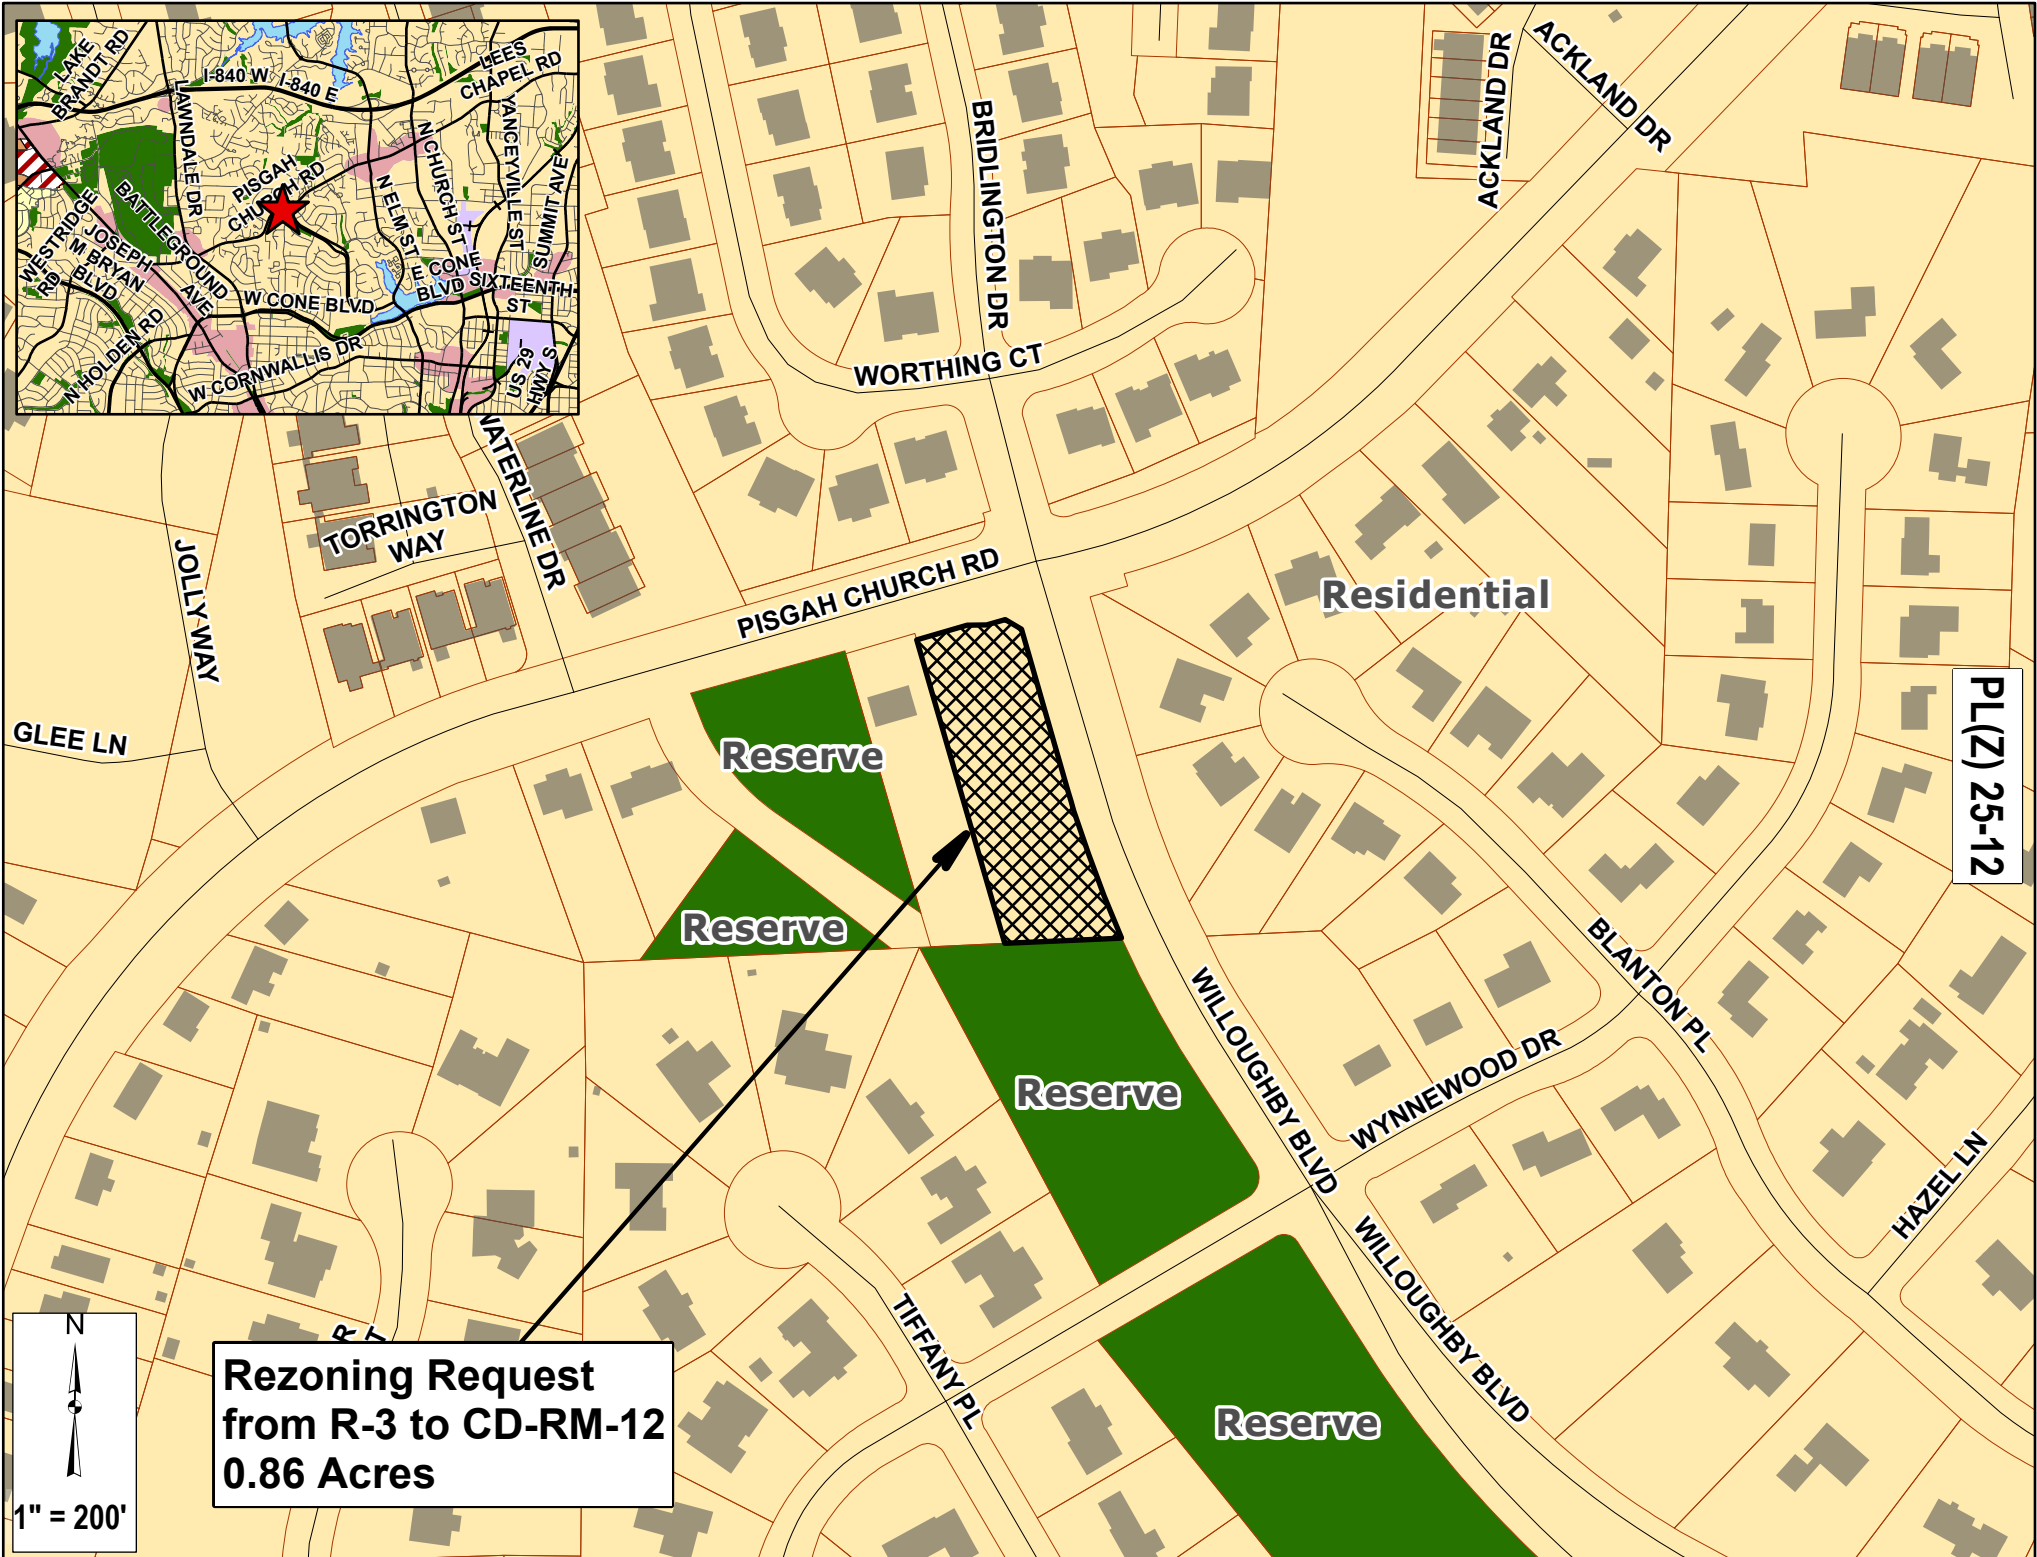 LAKE
BRANDT RD
I-840 W
I-840 E
LEES
CHAPEL RD
LAWNDALE DR
YANCEYVILLE ST
N CHURCH ST
SUMMIT AVE
PISGAH
CHURCH RD
N ELM ST
BATTLEGROUND
AVE
WESTRIDGE
RD
JOSEPH
M BRYAN
BLVD
E CONE
BLVD
SIXTEENTH
ST
W CONE BLVD
N HOLDEN RD
W CORNWALLIS DR
US 29
HWY S
ACKLAND DR
ACKLAND DR
BRIDLINGTON DR
WORTHING CT
WATERLINE DR
TORRINGTON
WAY
JOLLY WAY
GLEE LN
PISGAH CHURCH RD
Residential
PL(Z) 25-12
Reserve
Reserve
Reserve
Reserve
WILLOUGHBY BLVD
WILLOUGHBY BLVD
BLANTON PL
WYNNEWOOD DR
HAZEL LN
TIFFANY PL
R
T
N
1" = 200'
Rezoning Request
from R-3 to CD-RM-12
0.86 Acres